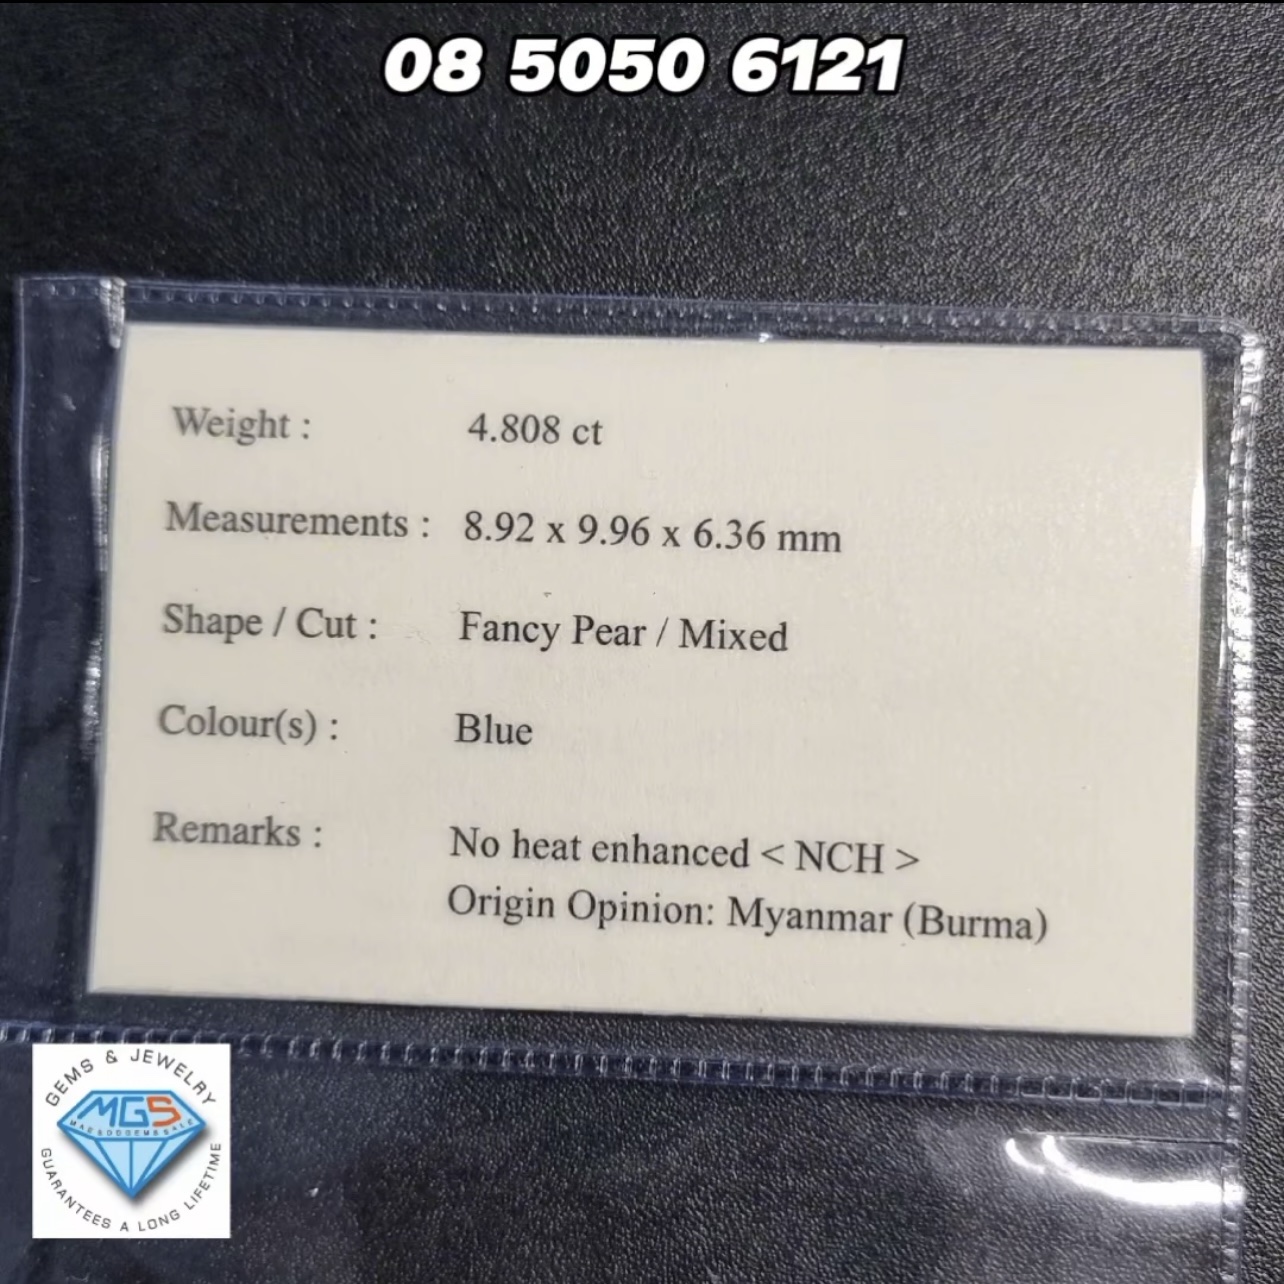 08 5050 6121
Weight : 4.808 ct
Measurements : 8.92 x 9.96 x 6.36 mm
Shape / Cut : Fancy Pear / Mixed
Colour(s) : Blue
Remarks : No heat enhanced < NCH >
Origin Opinion: Myanmar (Burma)
GEMS & JEWELRY
MGS
MAESODGEMSSALE
GUARANTEES A LONG LIFETIME